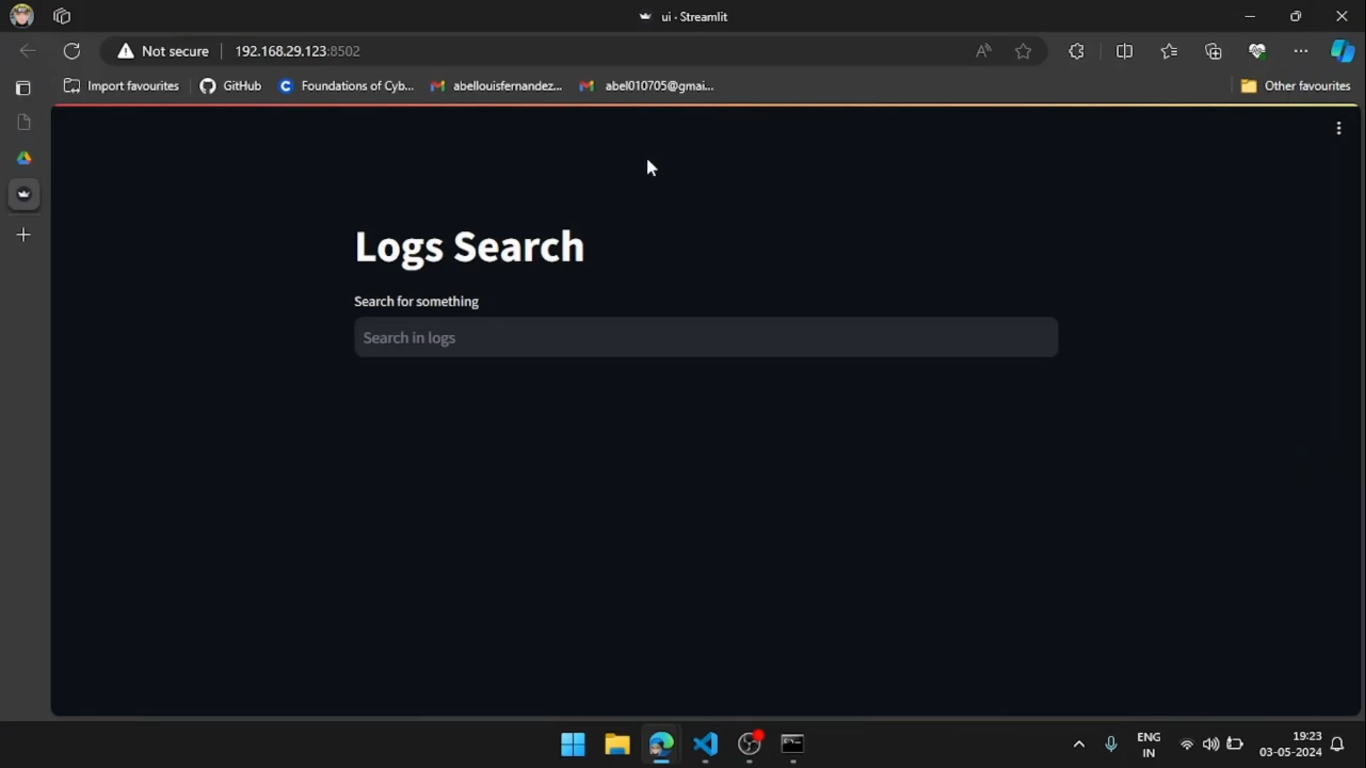 ui - Streamlit
Not secure 192.168.29.123:8502
Import favourites GitHub Foundations of Cyb... abellouisfernandez... abel010705@gmai... Other favourites
Logs Search
Search for something
Search in logs
ENG 19:23
IN 03-05-2024